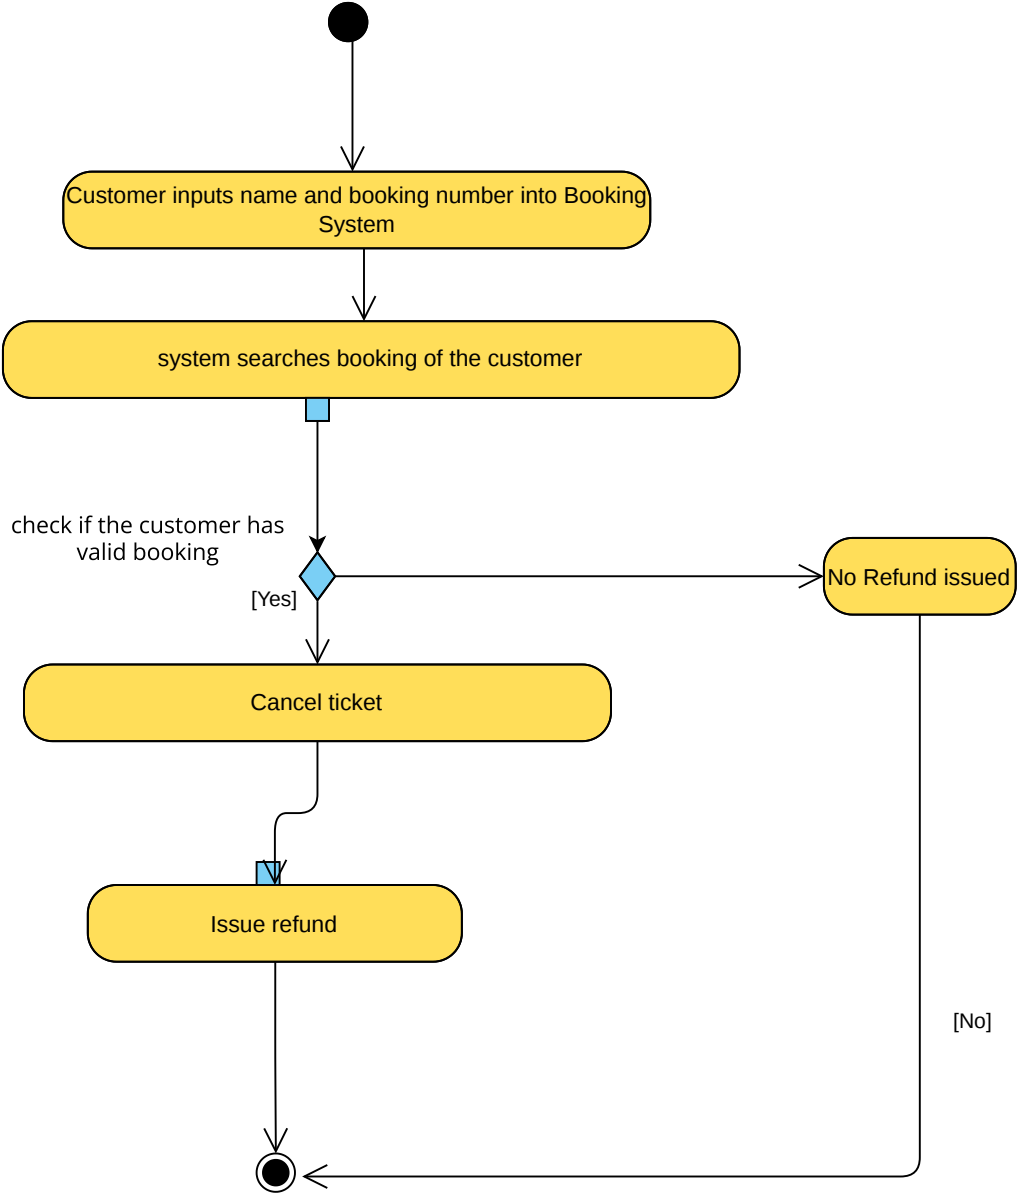 Customer inputs name and booking number into Booking
System
system searches booking of the customer
check if the customer has
valid booking
No Refund issued
[Yes]
Cancel ticket
Issue refund
[No]